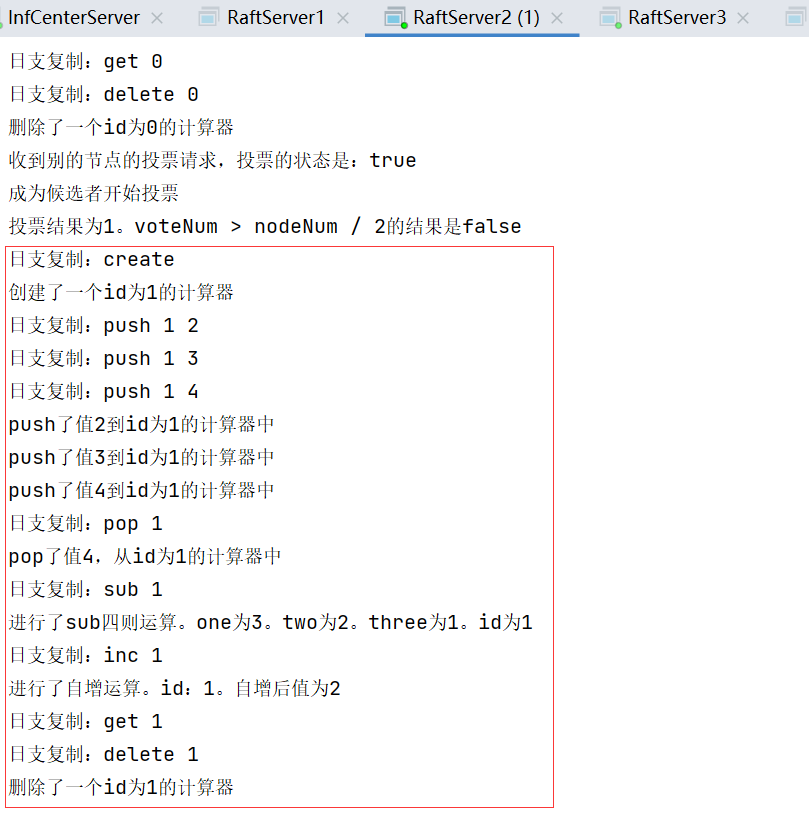 InfCenterServer RaftServer1 RaftServer2 (1) RaftServer3
日支复制：get 0
日支复制：delete 0
删除了一个id为0的计算器
收到别的节点的投票请求，投票的状态是：true
成为候选者开始投票
投票结果为1。voteNum > nodeNum / 2的结果是false
日支复制：create
创建了一个id为1的计算器
日支复制：push 1 2
日支复制：push 1 3
日支复制：push 1 4
push了值2到id为1的计算器中
push了值3到id为1的计算器中
push了值4到id为1的计算器中
日支复制：pop 1
pop了值4，从id为1的计算器中
日支复制：sub 1
进行了sub四则运算。one为3。two为2。three为1。id为1
日支复制：inc 1
进行了自增运算。id：1。自增后值为2
日支复制：get 1
日支复制：delete 1
删除了一个id为1的计算器